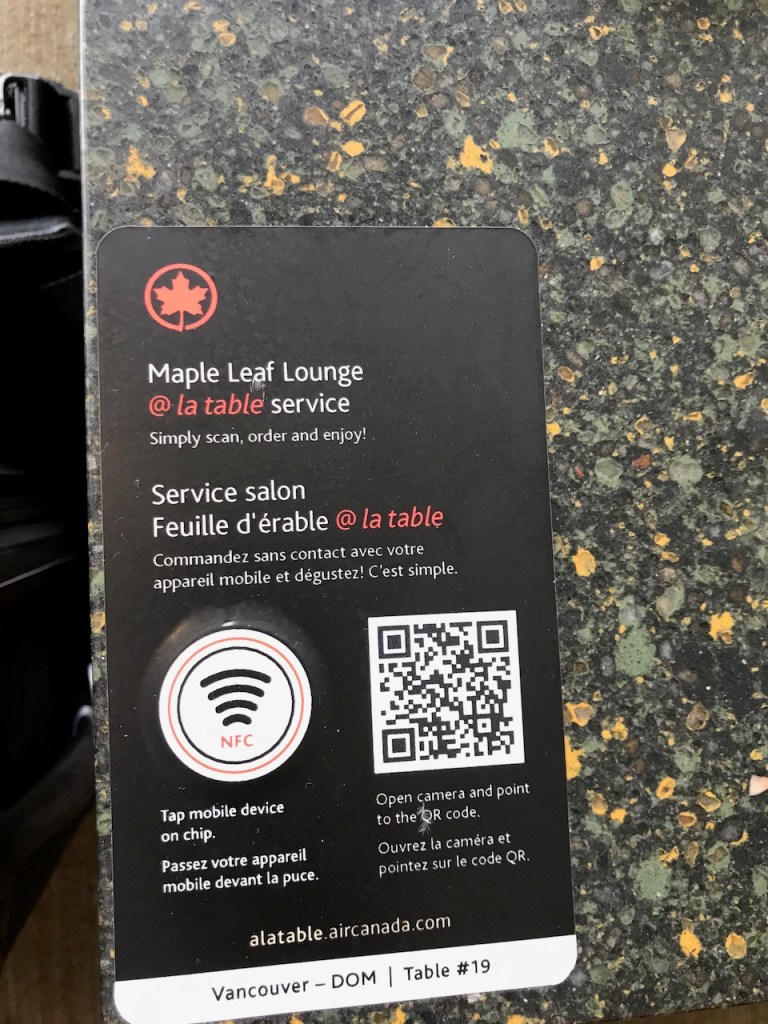 Maple Leaf Lounge
@ la table service
Simply scan, order and enjoy!
Service salon
Feuille d'érable @ la table
Commandez sans contact avec votre
appareil mobile et dégustez! C'est simple.
NFC
Tap mobile device
on chip.
Passez votre appareil
mobile devant la puce.
Open camera and point
to the QR code.
Ouvrez la caméra et
pointez sur le code QR.
alatable.aircanada.com
Vancouver – DOM | Table #19